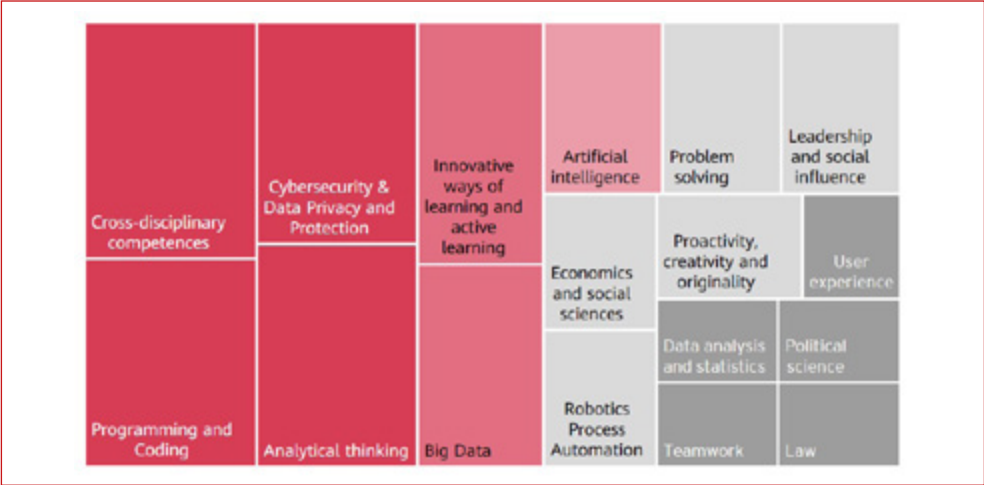 Cross-disciplinary
competences
Programming and
Coding
Cybersecurity &
Data Privacy and
Protection
Analytical thinking
Innovative
ways of
learning and
active
learning
Big Data
Artificial
intelligence
Problem
solving
Leadership
and social
influence
Economics
and social
sciences
Proactivity,
creativity and
originality
User
experience
Robotics
Process
Automation
Data analysis
and statistics
Political
science
Teamwork
Law